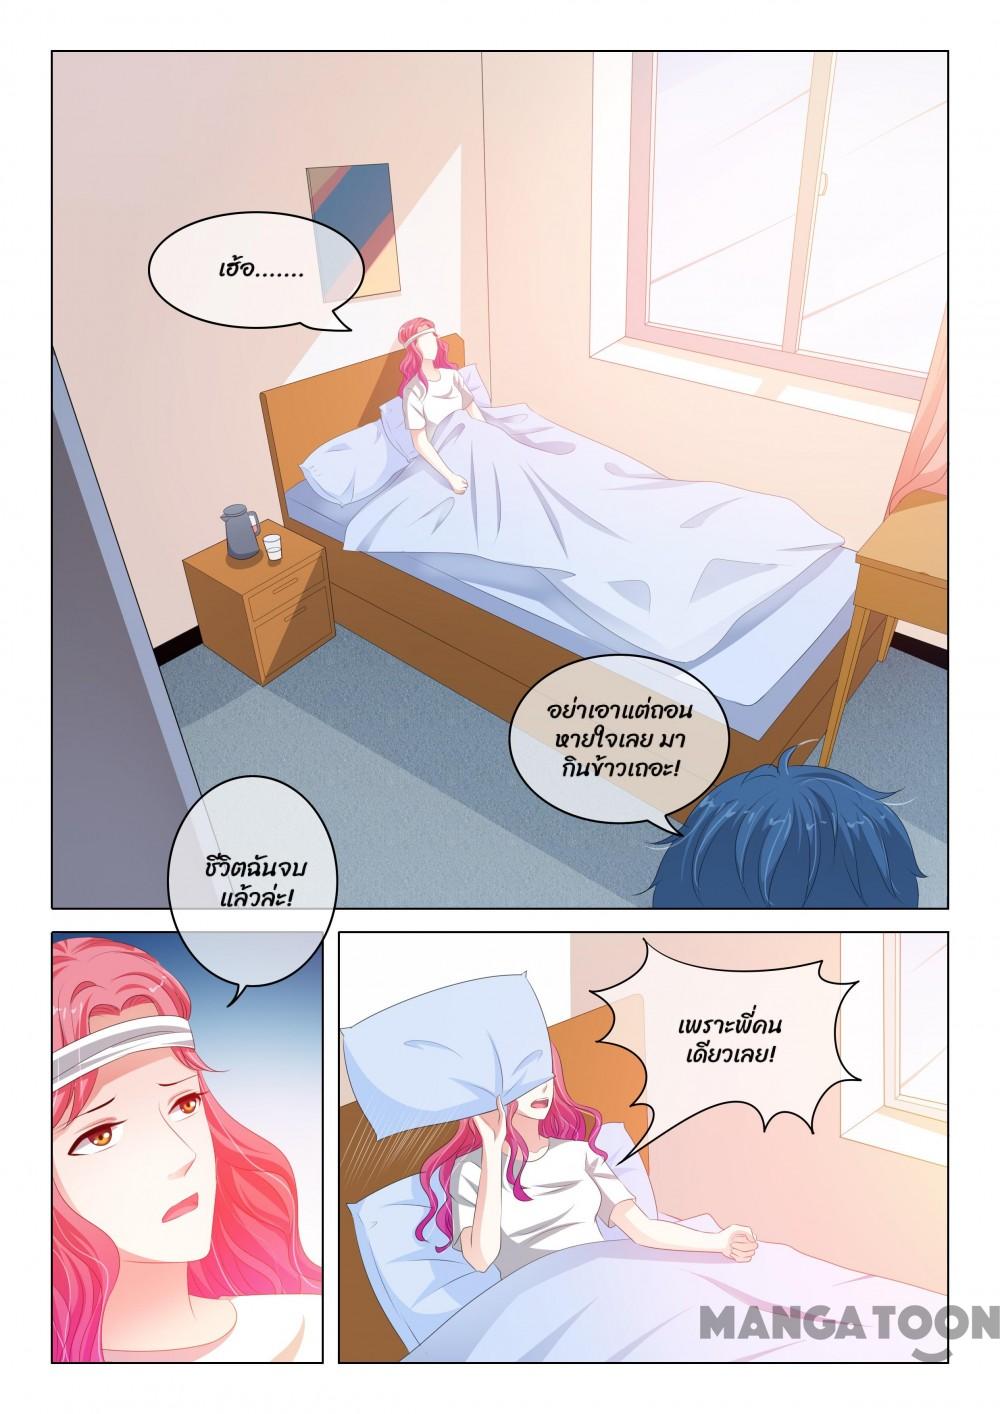 เฮ้อ.......
อย่าเอาแต่ถอน
หายใจเลย มา
กินข้าวเถอะ!
ชีวิตฉันจบ
แล้วล่ะ!
เพราะพี่คน
เดียวเลย!
MANGATOON